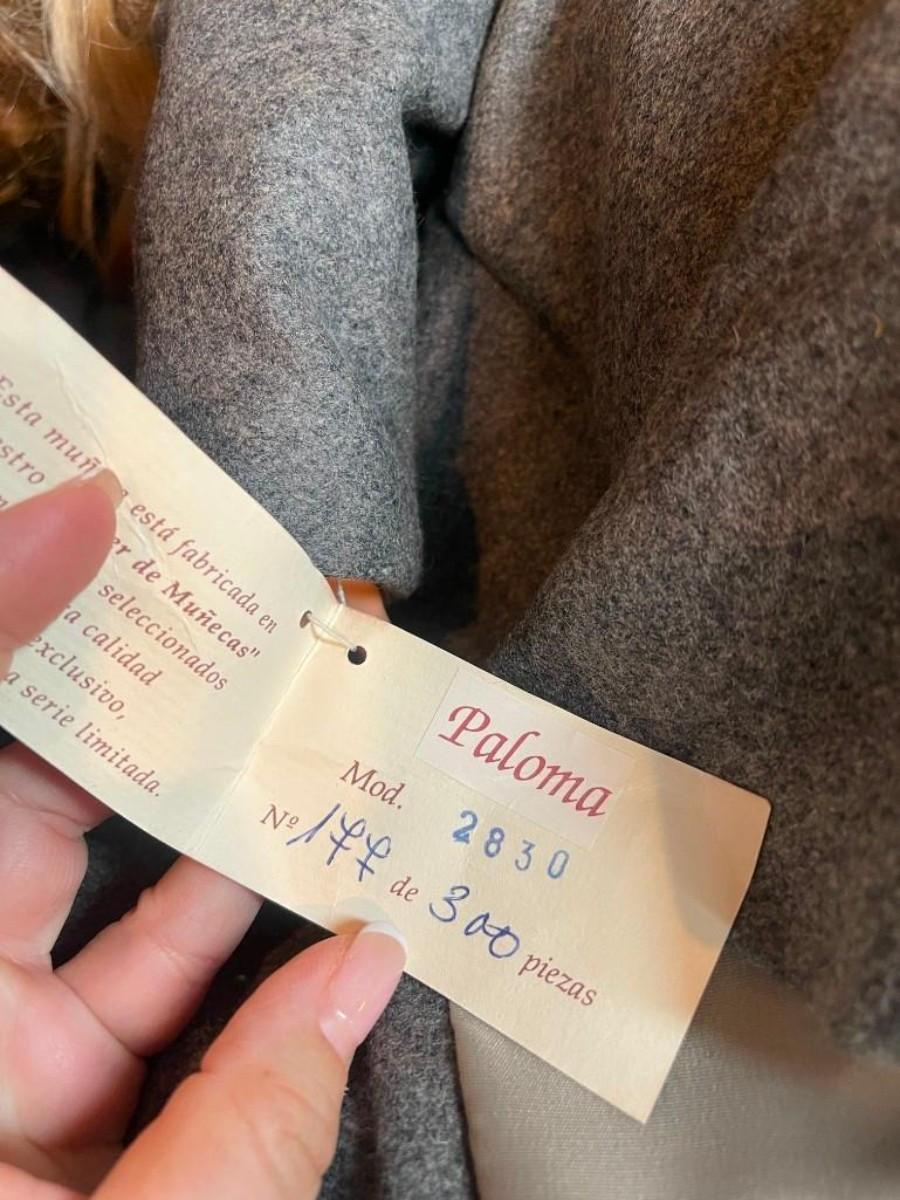 Esta muñ a está fabricada en
stro er de Muñecas"
seleccionados
a calidad
exclusivo,
a serie limitada.
Paloma
Mod. 2830
Nº 177 de 300 piezas